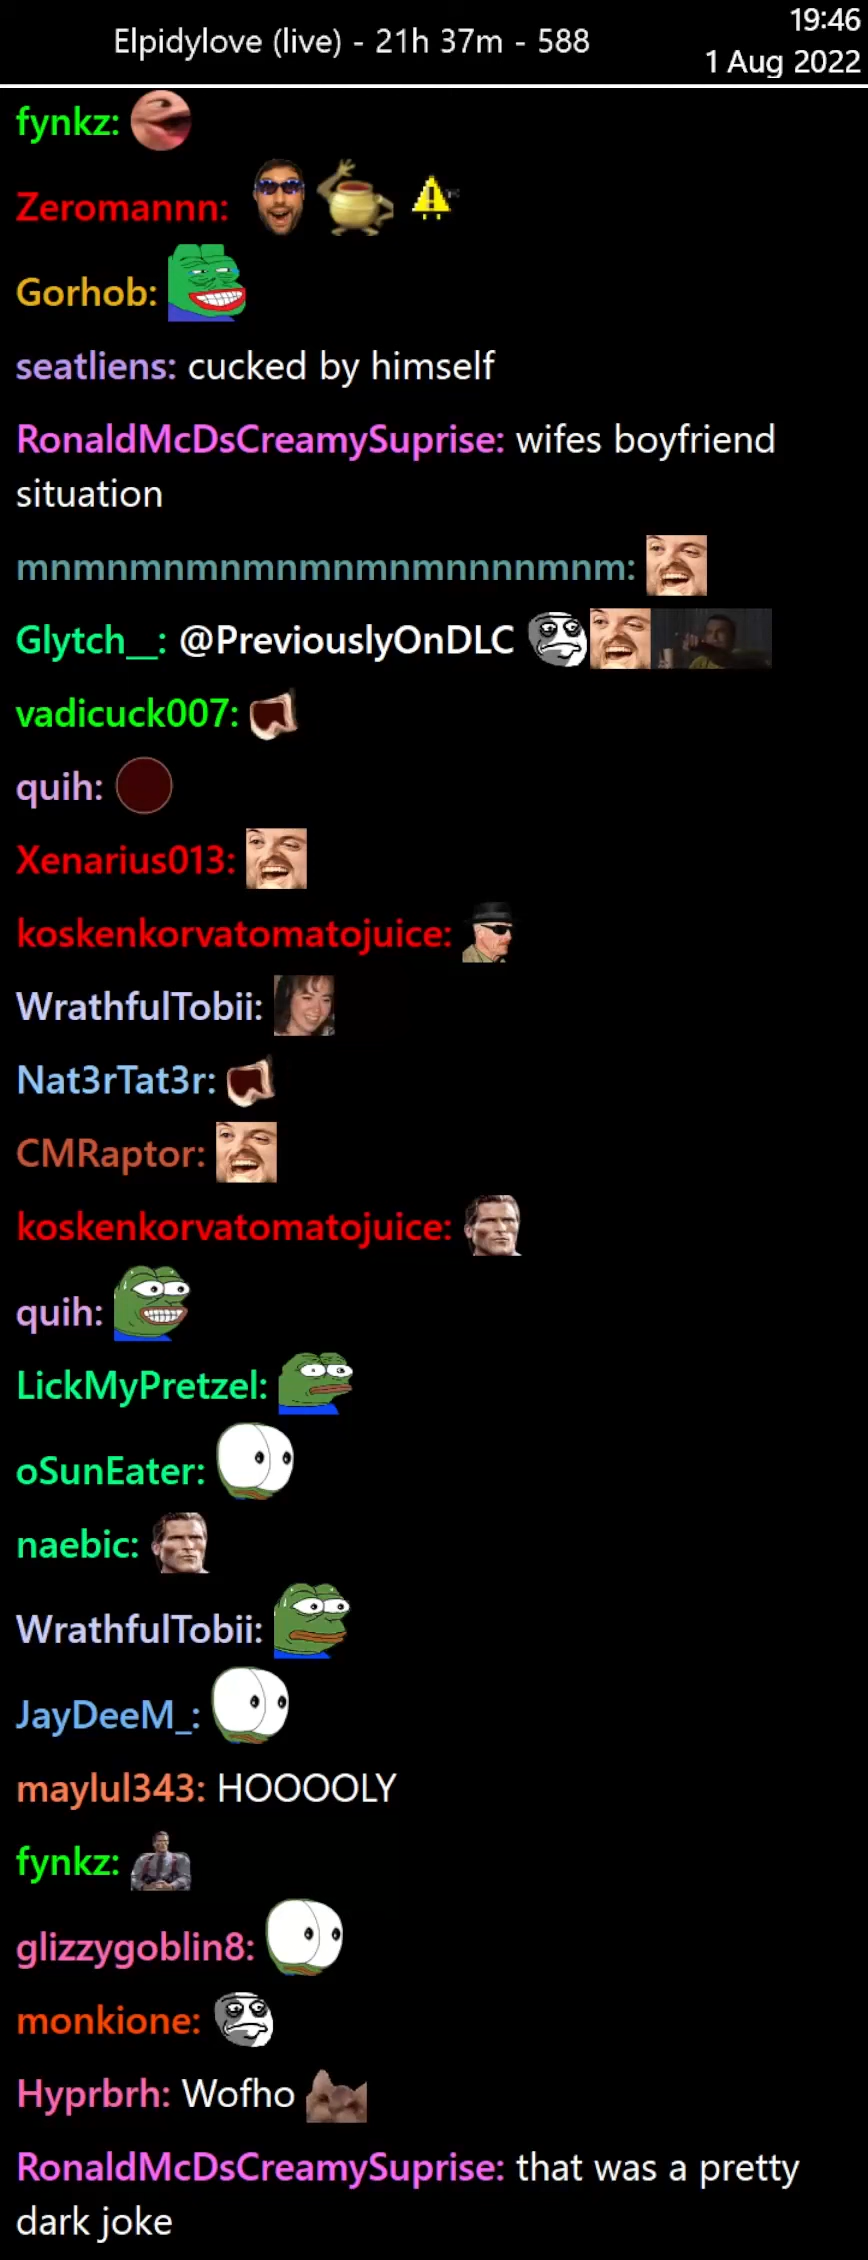 19:46
Elpidylove (live) - 21h 37m - 588
1 Aug 2022
fynkz:
Zeromannn:
Gorhob:
seatliens: cucked by himself
RonaldMcDsCreamySuprise: wifes boyfriend
situation
mnmnmnmnmnmnmnmnnnnmnm:
Glytch__: @PreviouslyOnDLC
vadicuck007:
quih:
Xenarius013:
koskenkorvatomatojuice:
WrathfulTobii:
Nat3rTat3r:
CMRaptor:
koskenkorvatomatojuice:
quih:
LickMyPretzel:
oSunEater:
naebic:
WrathfulTobii:
JayDeeM_:
maylul343: HOOOOLY
fynkz:
glizzygoblin8:
monkione:
Hyprbrh: Wofho
RonaldMcDsCreamySuprise: that was a pretty
dark joke